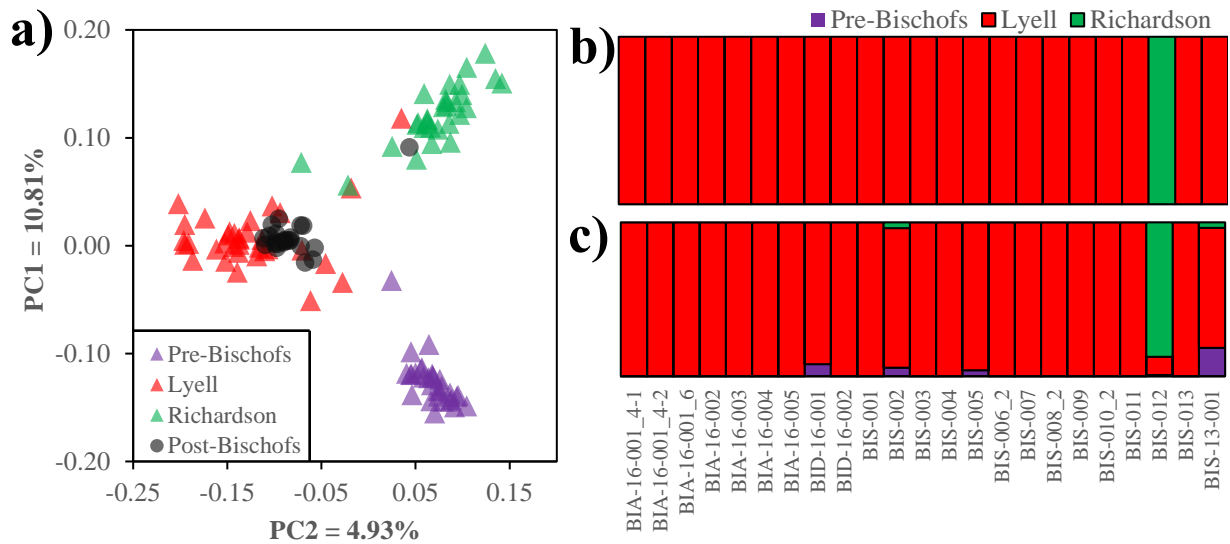 a)
0.20
0.10
0.00
-0.10
-0.20
PC1 = 10.81%
-0.25
-0.15
-0.05
0.05
0.15
PC2 = 4.93%
Pre-Bischofs
Lyell
Richardson
Post-Bischofs
Pre-Bischofs Lyell Richardson
b)
c)
BIA-16-001_4-1
BIA-16-001_4-2
BIA-16-001_6
BIA-16-002
BIA-16-003
BIA-16-004
BIA-16-005
BID-16-001
BID-16-002
BIS-001
BIS-002
BIS-003
BIS-004
BIS-005
BIS-006_2
BIS-007
BIS-008_2
BIS-009
BIS-010_2
BIS-011
BIS-012
BIS-013
BIS-13-001